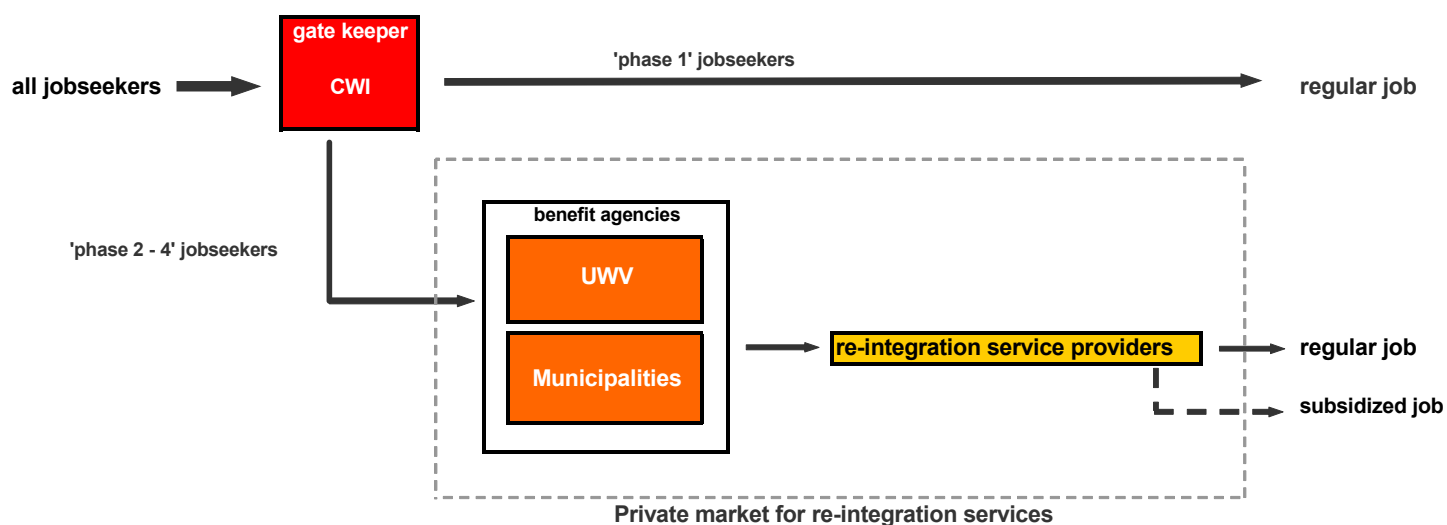 gate keeper
CWI
all jobseekers
'phase 1' jobseekers
regular job
'phase 2 - 4' jobseekers
benefit agencies
UWV
Municipalities
re-integration service providers
regular job
subsidized job
Private market for re-integration services